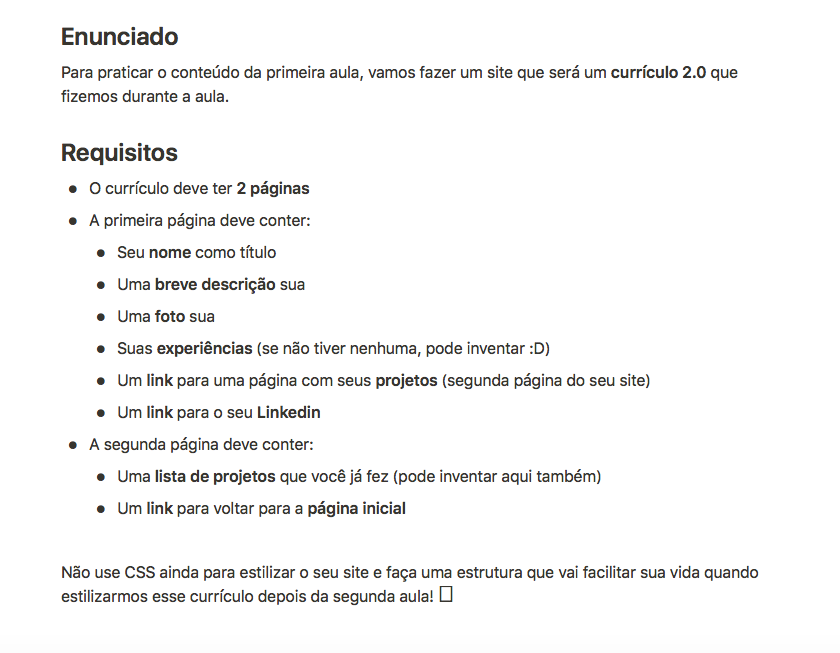 Enunciado
Para praticar o conteúdo da primeira aula, vamos fazer um site que será um currículo 2.0 que
fizemos durante a aula.
Requisitos
● O currículo deve ter 2 páginas
● A primeira página deve conter:
● Seu nome como título
● Uma breve descrição sua
● Uma foto sua
● Suas experiências (se não tiver nenhuma, pode inventar :D)
● Um link para uma página com seus projetos (segunda página do seu site)
● Um link para o seu Linkedin
● A segunda página deve conter:
● Uma lista de projetos que você já fez (pode inventar aqui também)
● Um link para voltar para a página inicial
Não use CSS ainda para estilizar o seu site e faça uma estrutura que vai facilitar sua vida quando
estilizarmos esse currículo depois da segunda aula!